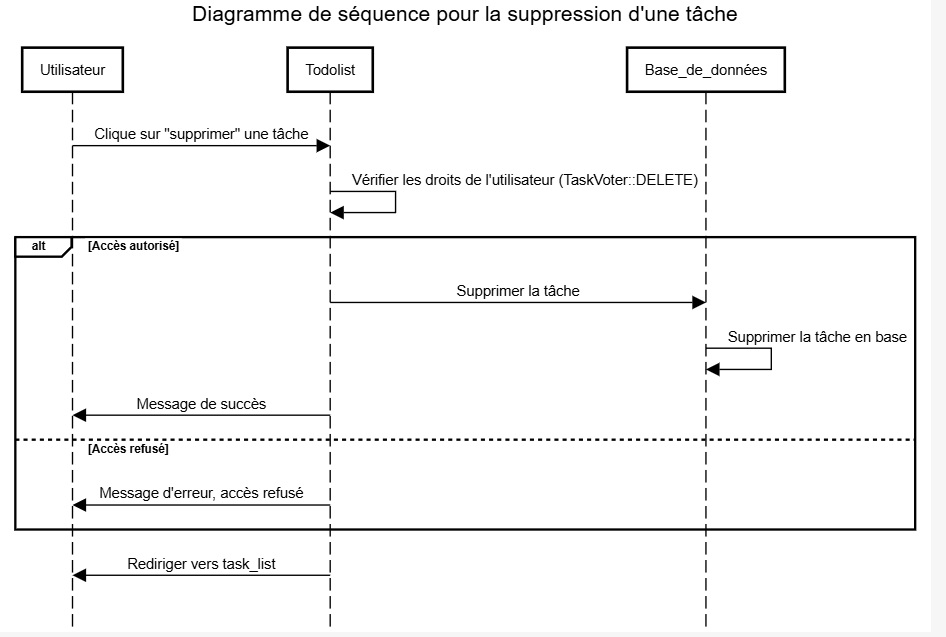 Diagramme de séquence pour la suppression d'une tâche
Utilisateur
Todolist
Base_de_données
Clique sur "supprimer" une tâche
Vérifier les droits de l'utilisateur (TaskVoter::DELETE)
alt
[Accès autorisé]
Supprimer la tâche
Supprimer la tâche en base
Message de succès
[Accès refusé]
Message d'erreur, accès refusé
Rediriger vers task_list